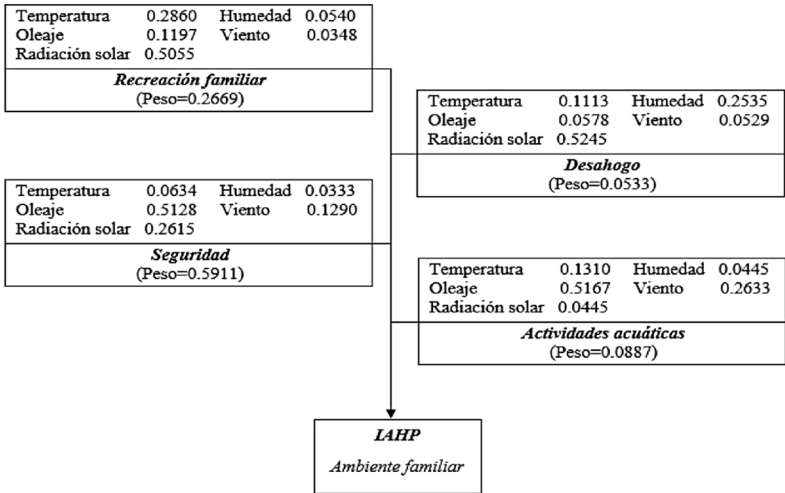 Temperatura 0.2860 Humedad 0.0540
Oleaje 0.1197 Viento 0.0348
Radiación solar 0.5055
Recreación familiar
(Peso=0.2669)
Temperatura 0.1113 Humedad 0.2535
Oleaje 0.0578 Viento 0.0529
Radiación solar 0.5245
Desahogo
(Peso=0.0533)
Temperatura 0.0634 Humedad 0.0333
Oleaje 0.5128 Viento 0.1290
Radiación solar 0.2615
Seguridad
(Peso=0.5911)
Temperatura 0.1310 Humedad 0.0445
Oleaje 0.5167 Viento 0.2633
Radiación solar 0.0445
Actividades acuáticas
(Peso=0.0887)
IAHP
Ambiente familiar